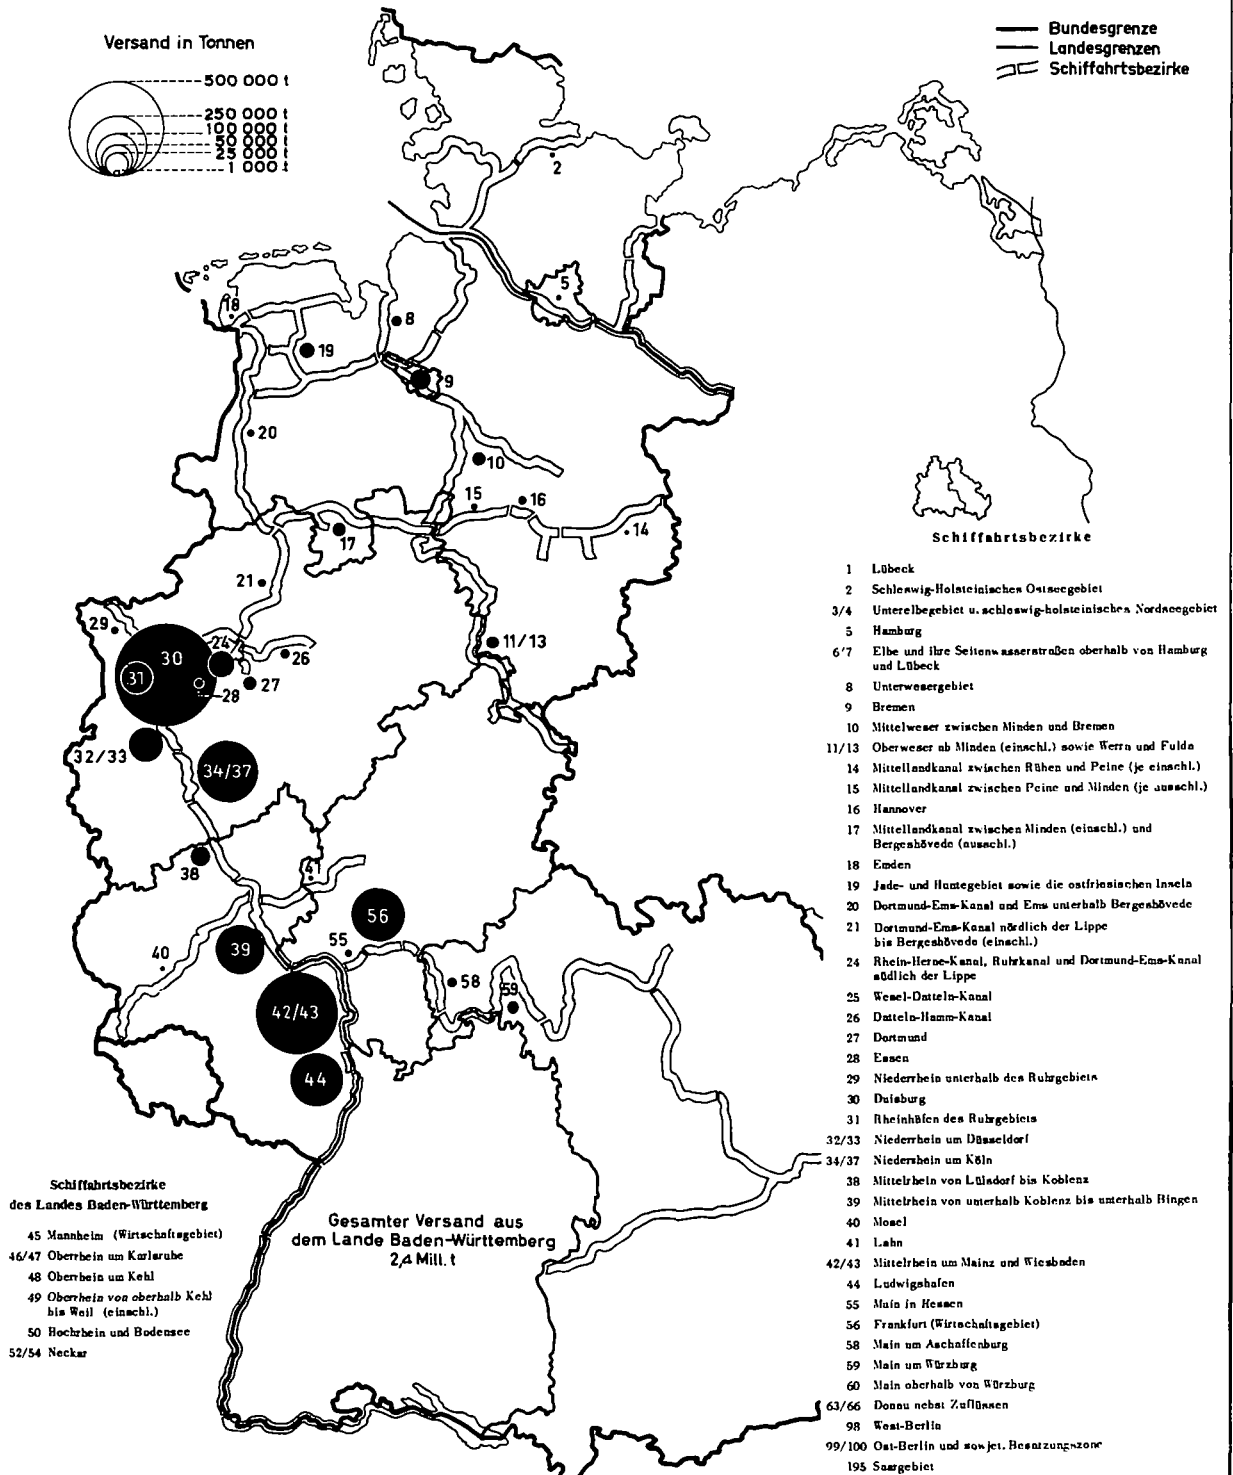 Versand in Tonnen
500 000 t
250 000 t
100 000 t
50 000 t
25 000 t
1 000 t
Bundesgrenze
Landesgrenzen
Schiffahrtsbezirke
2
5
18
8
19
9
20
10
15
16
14
17
21
29
30
24
26
31
28
27
11/13
32/33
34/37
38
41
56
39
55
40
58
59
42/43
44
Schiffahrtsbezirke
1 Lübeck
2 Schleswig-Holsteinisches Ostseegebiet
3/4 Unterelbegebiet u. schleswig-holsteinisches Nordseegebiet
5 Hamburg
6/7 Elbe und ihre Seitenwasserstraßen oberhalb von Hamburg
und Lübeck
8 Unterwesergebiet
9 Bremen
10 Mittelweser zwischen Minden und Bremen
11/13 Oberweser ab Minden (einschl.) sowie Werra und Fulda
14 Mittellandkanal zwischen Rühen und Peine (je einschl.)
15 Mittellandkanal zwischen Peine und Minden (je ausschl.)
16 Hannover
17 Mittellandkanal zwischen Minden (einschl.) und
Bergeshövede (ausschl.)
18 Emden
19 Jade- und Huntegebiet sowie die ostfriesischen Inseln
20 Dortmund-Ems-Kanal und Ems unterhalb Bergeshövede
21 Dortmund-Ems-Kanal nördlich der Lippe
bis Bergeshövede (einschl.)
24 Rhein-Herne-Kanal, Ruhrkanal und Dortmund-Ems-Kanal
südlich der Lippe
25 Wesel-Datteln-Kanal
26 Datteln-Hamm-Kanal
27 Dortmund
28 Essen
29 Niederrhein unterhalb des Ruhrgebiets
30 Duisburg
31 Rheinhäfen des Ruhrgebiets
32/33 Niederrhein um Düsseldorf
34/37 Niederrhein um Köln
38 Mittelrhein von Lülsdorf bis Koblenz
39 Mittelrhein von unterhalb Koblenz bis unterhalb Bingen
40 Mosel
41 Lahn
42/43 Mittelrhein um Mainz und Wiesbaden
44 Ludwigshafen
55 Main in Hessen
56 Frankfurt (Wirtschaftsgebiet)
58 Main um Aschaffenburg
59 Main um Würzburg
60 Main oberhalb von Würzburg
63/66 Donau nebst Zuflüssen
98 West-Berlin
99/100 Ost-Berlin und sowjet. Besatzungszone
195 Saargebiet
Schiffahrtsbezirke
des Landes Baden-Württemberg
45 Mannheim (Wirtschaftsgebiet)
46/47 Oberrhein um Karlsruhe
48 Oberrhein um Kehl
49 Oberrhein von oberhalb Kehl
bis Weil (einschl.)
50 Hochrhein und Bodensee
52/54 Neckar
Gesamter Versand aus
dem Lande Baden-Württemberg
2,4 Mill. t